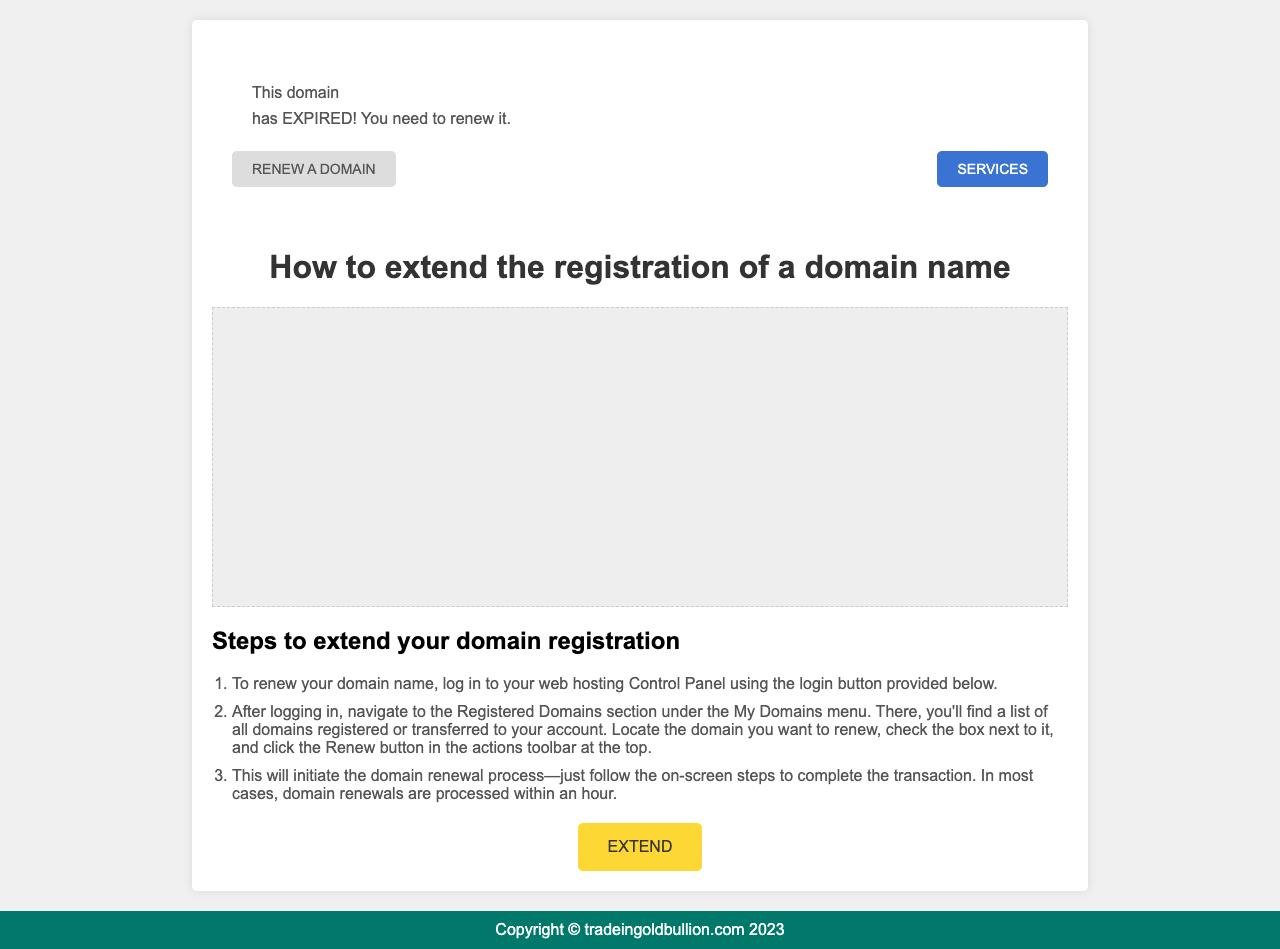 This domain
has EXPIRED! You need to renew it.
RENEW A DOMAIN
SERVICES
How to extend the registration of a domain name
Steps to extend your domain registration
1. To renew your domain name, log in to your web hosting Control Panel using the login button provided below.
2. After logging in, navigate to the Registered Domains section under the My Domains menu. There, you'll find a list of
all domains registered or transferred to your account. Locate the domain you want to renew, check the box next to it,
and click the Renew button in the actions toolbar at the top.
3. This will initiate the domain renewal process—just follow the on-screen steps to complete the transaction. In most
cases, domain renewals are processed within an hour.
EXTEND
Copyright © tradeingoldbullion.com 2023